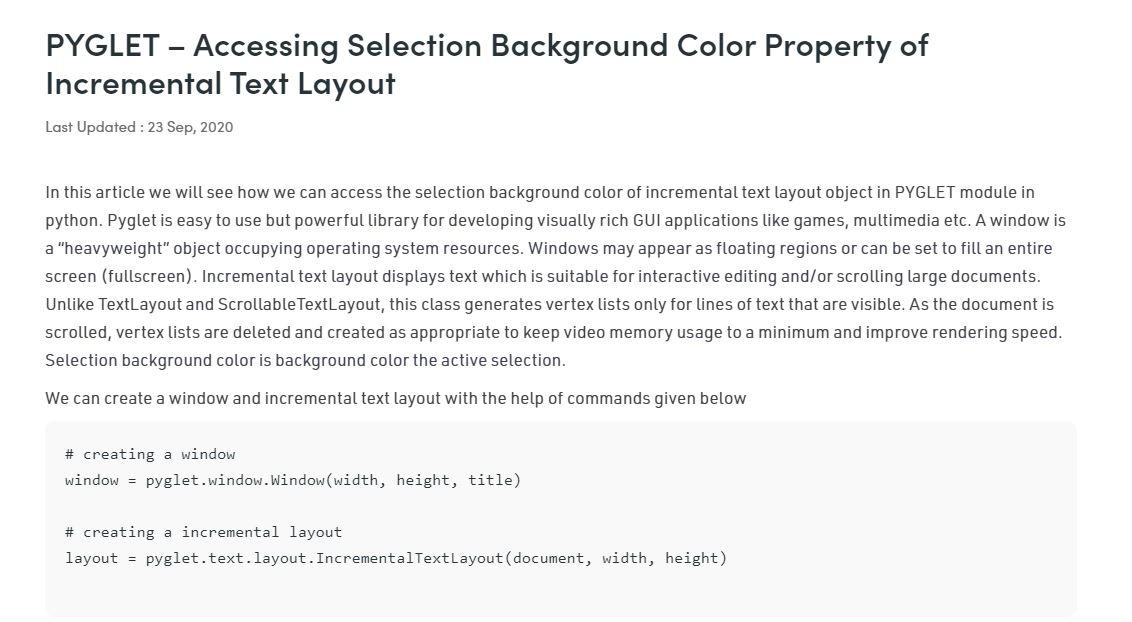 PYGLET – Accessing Selection Background Color Property of
Incremental Text Layout
Last Updated : 23 Sep, 2020
In this article we will see how we can access the selection background color of incremental text layout object in PYGLET module in
python. Pyglet is easy to use but powerful library for developing visually rich GUI applications like games, multimedia etc. A window is
a “heavyweight” object occupying operating system resources. Windows may appear as floating regions or can be set to fill an entire
screen (fullscreen). Incremental text layout displays text which is suitable for interactive editing and/or scrolling large documents.
Unlike TextLayout and ScrollableTextLayout, this class generates vertex lists only for lines of text that are visible. As the document is
scrolled, vertex lists are deleted and created as appropriate to keep video memory usage to a minimum and improve rendering speed.
Selection background color is background color the active selection.
We can create a window and incremental text layout with the help of commands given below
# creating a window
window = pyglet.window.Window(width, height, title)
# creating a incremental layout
layout = pyglet.text.layout.IncrementalTextLayout(document, width, height)